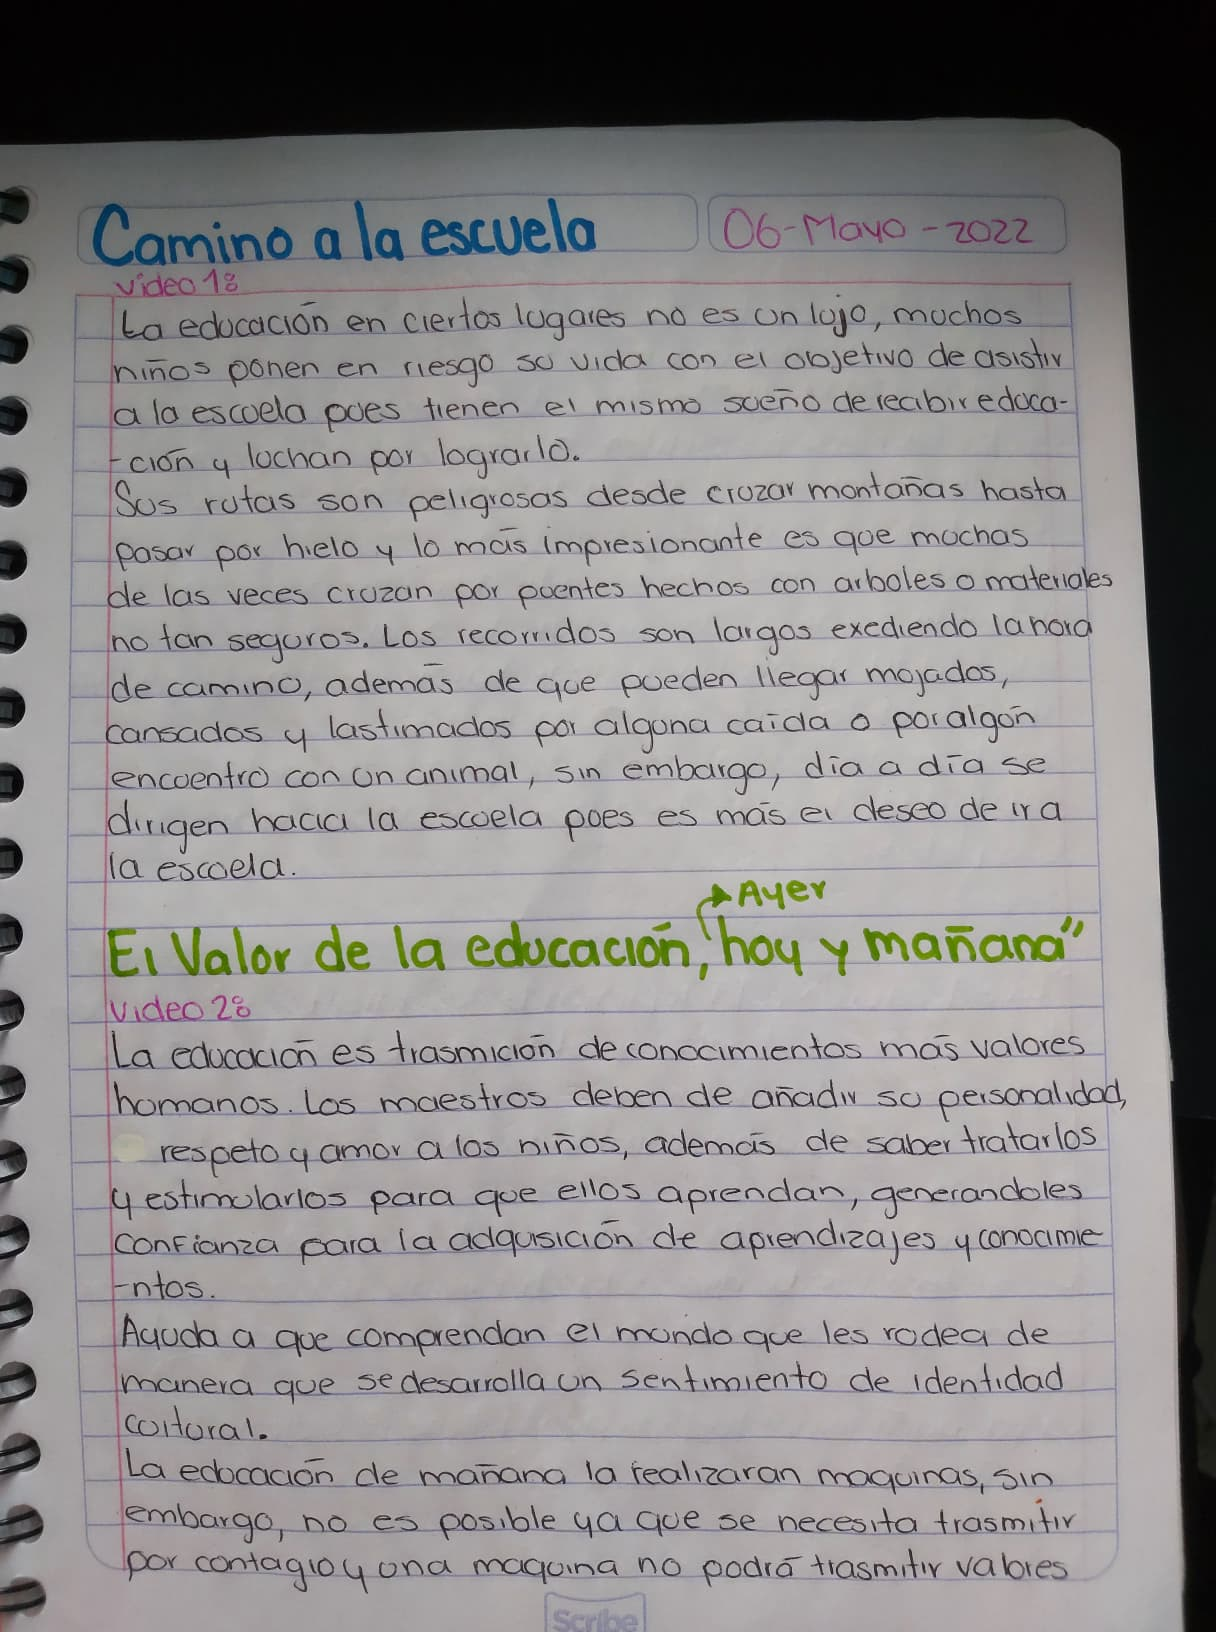 Camino a la escuela
06-Mayo-2022
Video 1:
La educación en ciertos lugares no es un lujo, muchos
niños ponen en riesgo su vida con el objetivo de asistir
a la escuela pues tienen el mismo sueño de recibir educa-
-ción y luchan por lograrlo.
Sus rutas son peligrosas desde cruzar montañas hasta
pasar por hielo y lo más impresionante es que muchas
de las veces cruzan por puentes hechos con arboles o materiales
no tan seguros. Los recorridos son largos exediendo la hora
de camino, además de que pueden llegar mojados,
cansados y lastimados por alguna caída o por algún
encuentro con un animal, sin embargo, día a día se
dirigen hacia la escuela pues es más el deseo de ir a
la escuela.
Ayer
El Valor de la educación, "hoy y mañana"
Video 2:
La educación es trasmición de conocimientos más valores
humanos. Los maestros deben de añadir su personalidad,
respeto y amor a los niños, además de saber tratarlos
y estimularlos para que ellos aprendan, generandoles
confianza para la adqusición de aprendizajes y conocimie
-ntos.
Ayuda a que comprendan el mundo que les rodea de
manera que se desarrolla un sentimiento de identidad
cultural.
La educación de mañana la realizaran maquinas, sin
embargo, no es posible ya que se necesita trasmitir
por contagio y una maquina no podrá trasmitir valores
Scribe